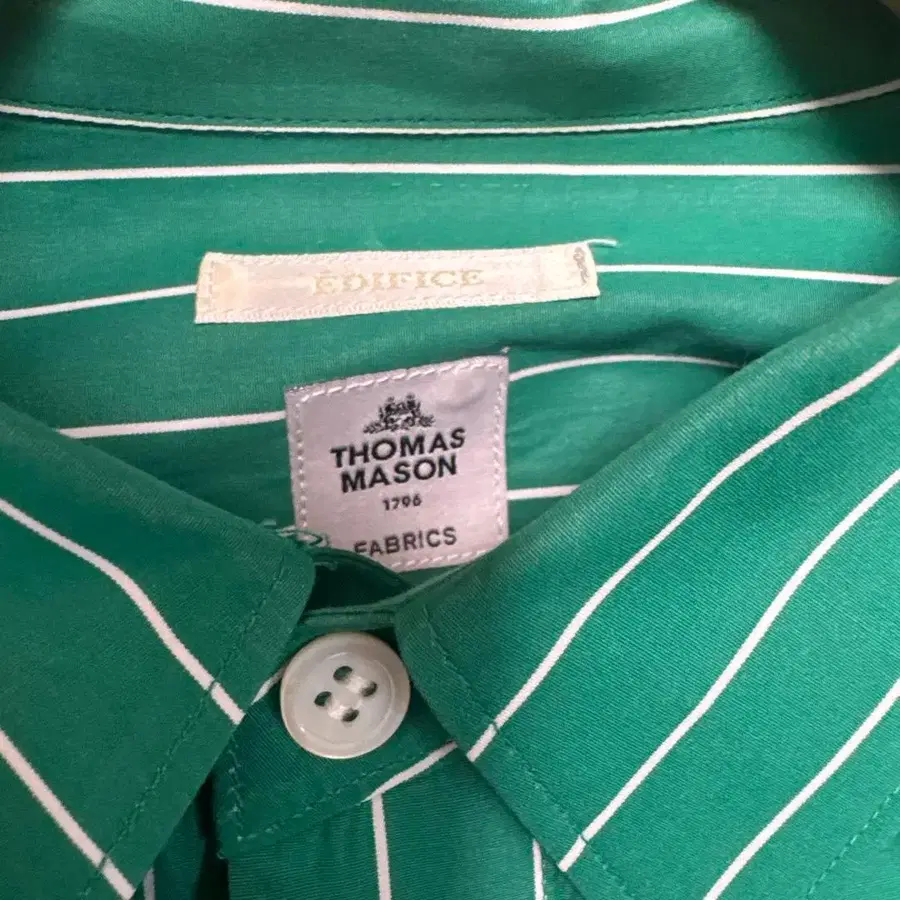 ÉDIFICE
THOMAS
MASON
1796
FABRICS